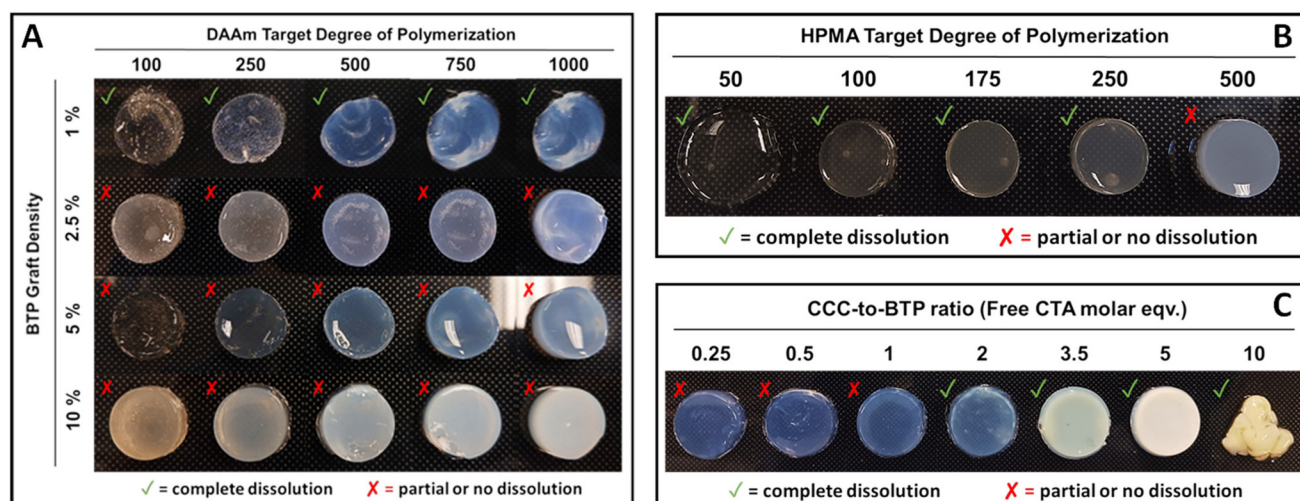 A
DAAm Target Degree of Polymerization
100 250 500 750 1000
BTP Graft Density
1 %
✓ ✓ ✓ ✓ ✓
2.5 %
✗ ✗ ✗ ✗ ✗
5 %
✗ ✗ ✗ ✗ ✗
10 %
✗ ✗ ✗ ✗ ✗
✓ = complete dissolution ✗ = partial or no dissolution
B
HPMA Target Degree of Polymerization
50 100 175 250 500
✓ ✓ ✓ ✓ ✗
✓ = complete dissolution ✗ = partial or no dissolution
C
CCC-to-BTP ratio (Free CTA molar eqv.)
0.25 0.5 1 2 3.5 5 10
✗ ✗ ✗ ✓ ✓ ✓ ✓
✓ = complete dissolution ✗ = partial or no dissolution